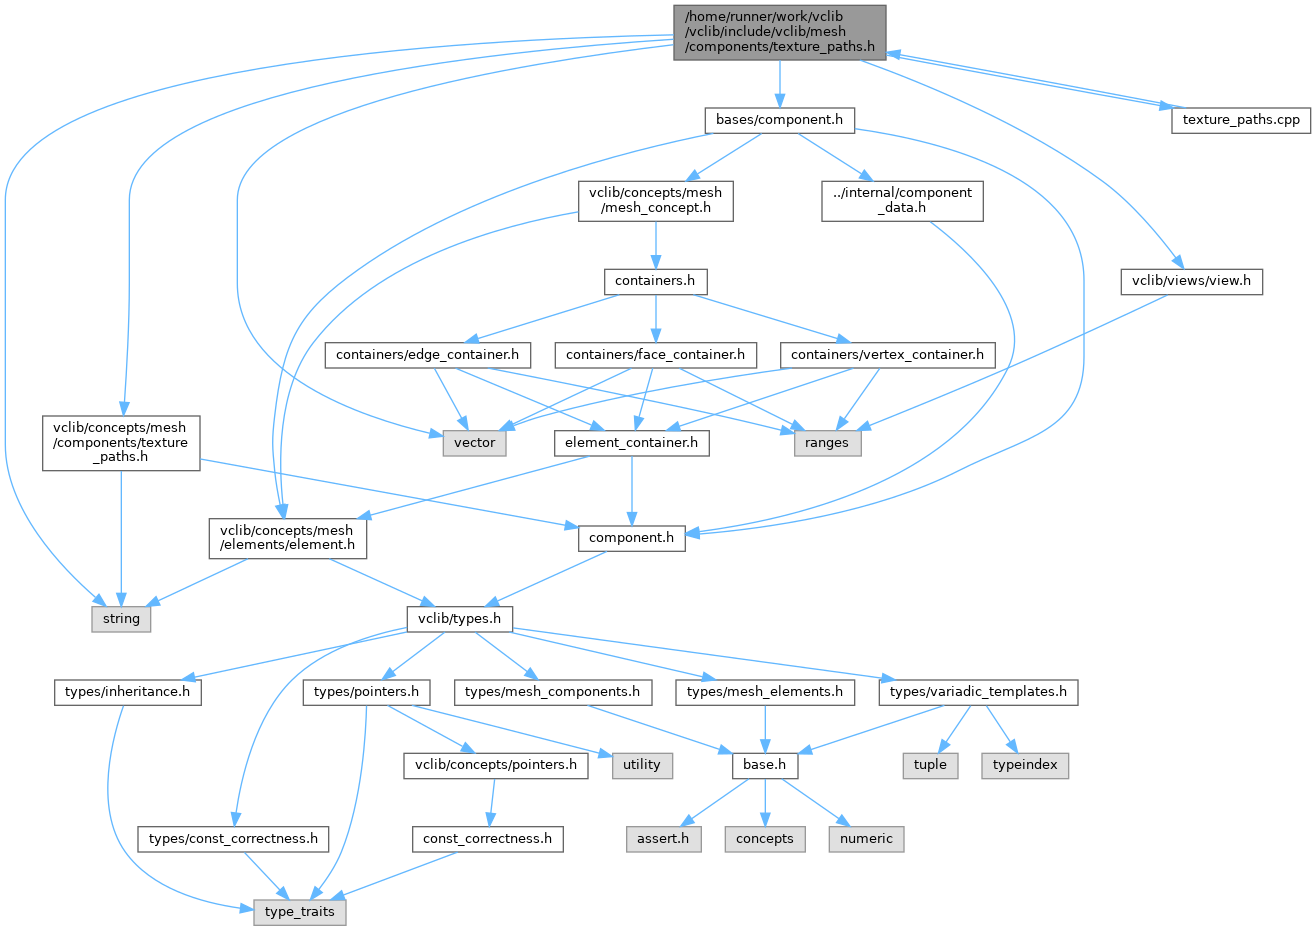 /home/runner/work/vclib
/vclib/include/vclib/mesh
/components/texture_paths.h
bases/component.h
texture_paths.cpp
vclib/concepts/mesh
/mesh_concept.h
../internal/component
_data.h
containers.h
vclib/views/view.h
containers/edge_container.h
containers/face_container.h
containers/vertex_container.h
vclib/concepts/mesh
/components/texture
_paths.h
vector
element_container.h
ranges
vclib/concepts/mesh
/elements/element.h
component.h
string
vclib/types.h
types/inheritance.h
types/pointers.h
types/mesh_components.h
types/mesh_elements.h
types/variadic_templates.h
vclib/concepts/pointers.h
utility
base.h
tuple
typeindex
types/const_correctness.h
const_correctness.h
assert.h
concepts
numeric
type_traits